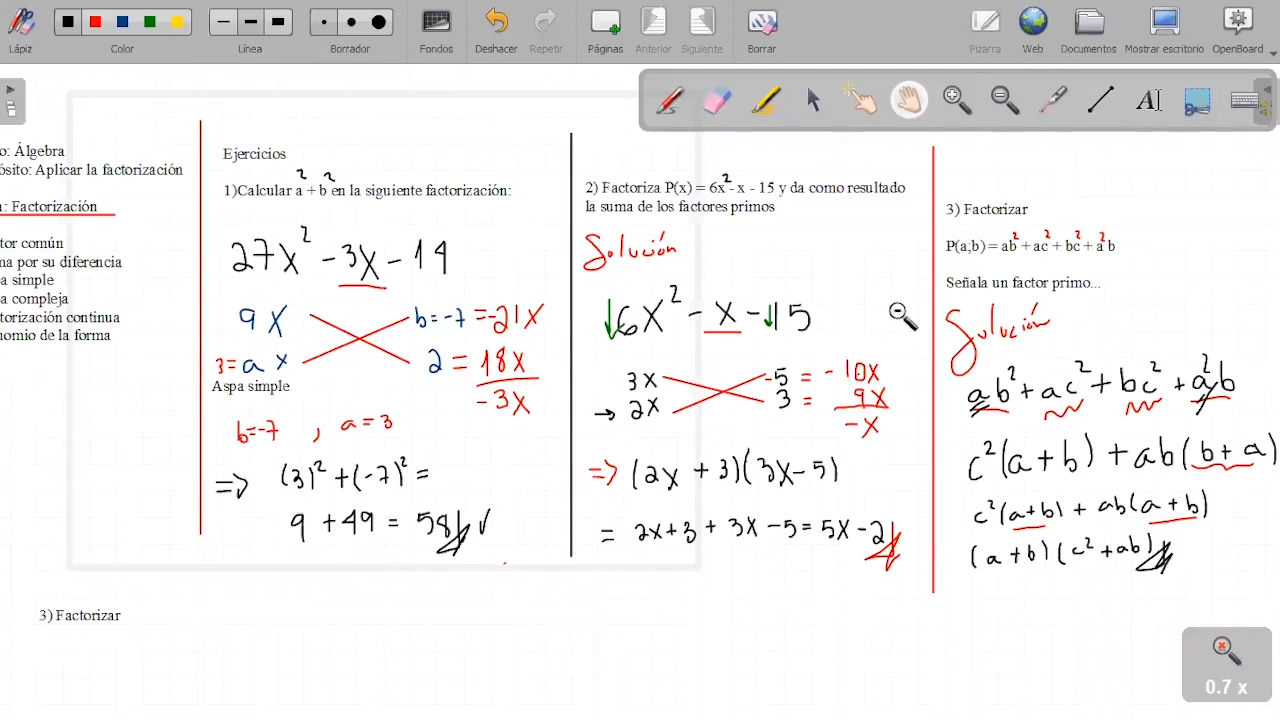 Lápiz
Color
Línea
Borrador
Fondos
Deshacer
Repetir
Páginas
Anterior
Siguiente
Borrar
Pizarra
Web
Documentos
Mostrar escritorio
OpenBoard
o: Álgebra
ósito: Aplicar la factorización
a: Factorización
tor común
ma por su diferencia
a simple
a compleja
torización continua
nomio de la forma
Ejercicios
1)Calcular a² + b² en la siguiente factorización:
27x² - 3x - 14
9x b = -7 = -21x
3 = a x 2 = 18x
Aspa simple
-3x
b = -7 , a = 3
=> (3)² + (-7)² =
9 + 49 = 58
2) Factoriza P(x) = 6x² - x - 15 y da como resultado
la suma de los factores primos
Solución
6x² - x - 15
3x -5 = -10x
2x 3 = 9x
-x
=> (2x + 3)(3x - 5)
= 2x + 3 + 3x - 5 = 5x - 2
3) Factorizar
P(a;b) = ab² + ac² + bc² + a²b
Señala un factor primo...
Solución
ab² + ac² + bc² + a²b
c²(a + b) + ab(b + a)
c²(a+b) + ab(a + b)
(a + b)(c² + ab)
3) Factorizar
0.7 x